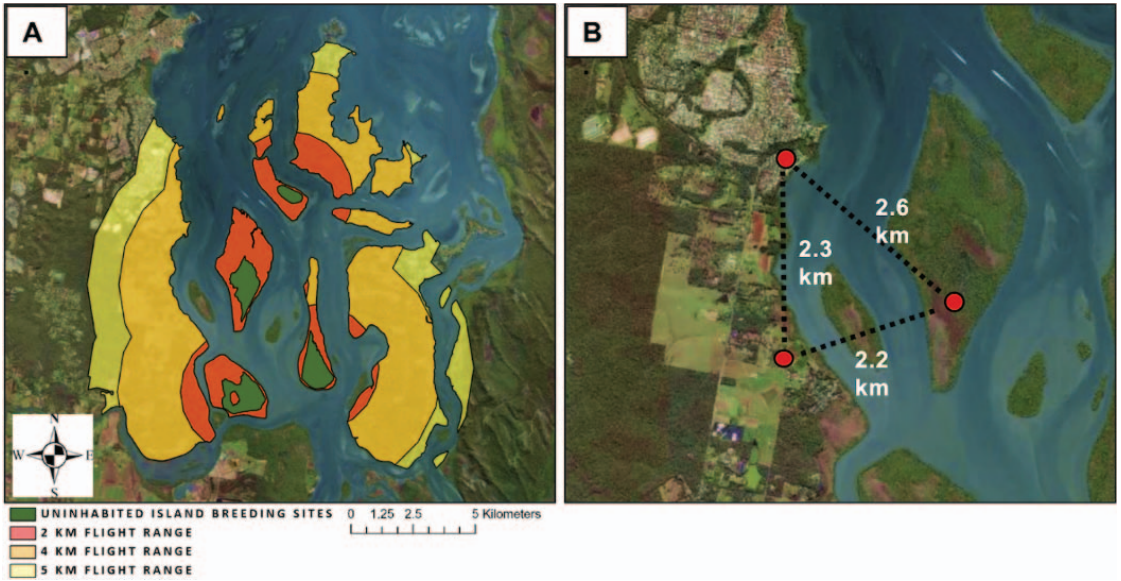 A
B
2.6
km
2.3
km
2.2
km
N
W E
S
UNINHABITED ISLAND BREEDING SITES
2 KM FLIGHT RANGE
4 KM FLIGHT RANGE
5 KM FLIGHT RANGE
0 1.25 2.5 5 Kilometers